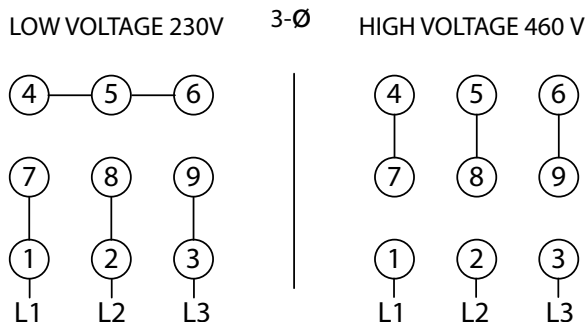 LOW VOLTAGE 230V 3-Ø HIGH VOLTAGE 460 V
4 5 6 4 5 6
7 8 9 7 8 9
1 2 3 1 2 3
L1 L2 L3 L1 L2 L3